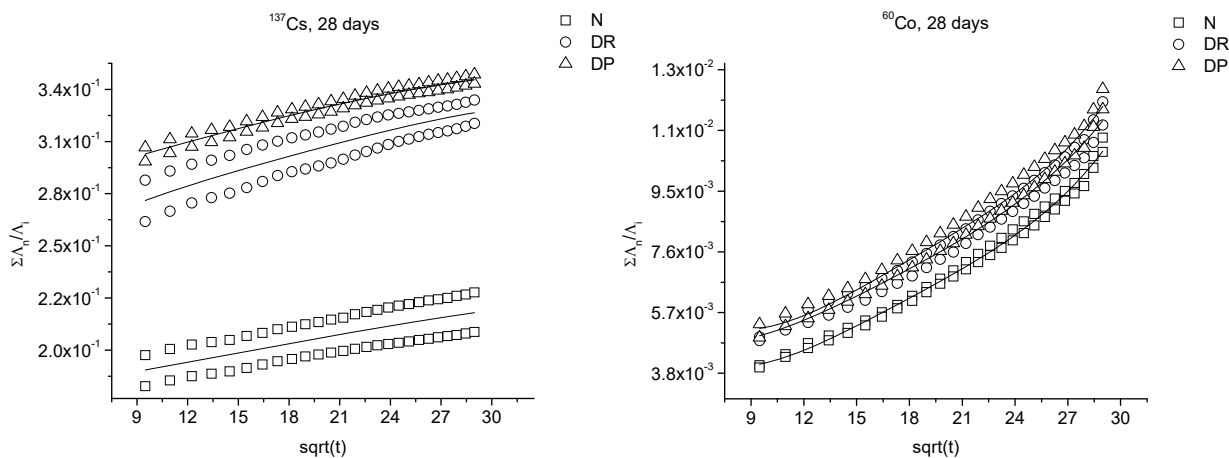 ¹³⁷Cs, 28 days
N
DR
DP
3.4x10⁻¹
3.1x10⁻¹
2.8x10⁻¹
2.5x10⁻¹
2.2x10⁻¹
2.0x10⁻¹
ΣΛₙ/Λᵢ
9 12 15 18 21 24 27 30
sqrt(t)
⁶⁰Co, 28 days
N
DR
DP
1.3x10⁻²
1.1x10⁻²
9.5x10⁻³
7.6x10⁻³
5.7x10⁻³
3.8x10⁻³
ΣΛₙ/Λᵢ
9 12 15 18 21 24 27 30
sqrt(t)